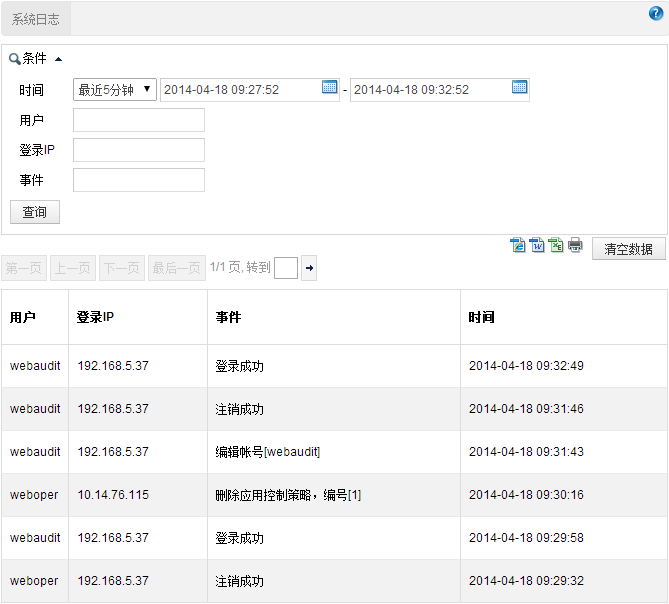 系统日志
条件
时间 最近5分钟 2014-04-18 09:27:52 - 2014-04-18 09:32:52
用户
登录IP
事件
查询
清空数据
第一页 上一页 下一页 最后一页 1/1 页, 转到
用户 登录IP 事件 时间
webaudit 192.168.5.37 登录成功 2014-04-18 09:32:49
webaudit 192.168.5.37 注销成功 2014-04-18 09:31:46
webaudit 192.168.5.37 编辑帐号[webaudit] 2014-04-18 09:31:43
weboper 10.14.76.115 删除应用控制策略，编号[1] 2014-04-18 09:30:16
webaudit 192.168.5.37 登录成功 2014-04-18 09:29:58
weboper 192.168.5.37 注销成功 2014-04-18 09:29:32